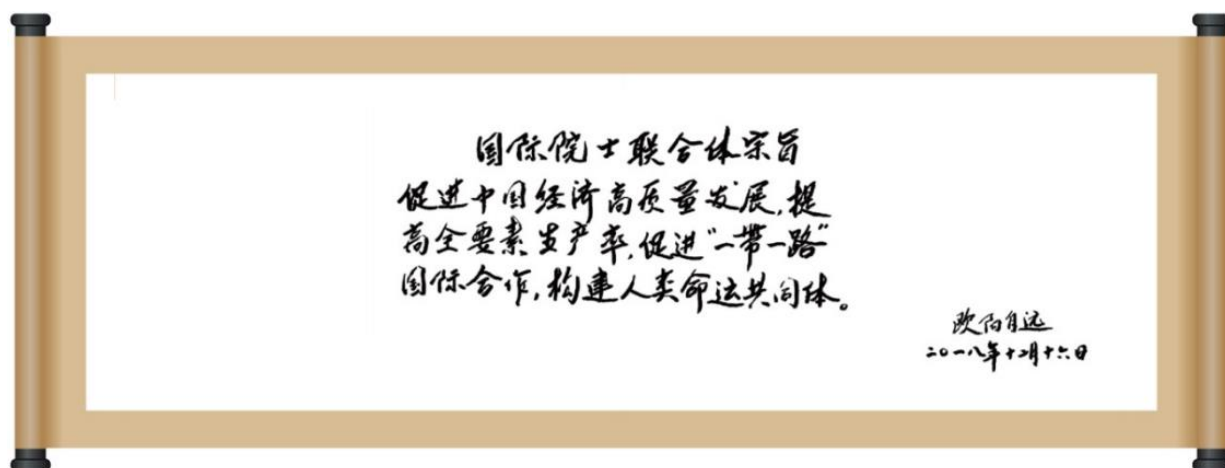 国际院士联合体宗旨
促进中国经济高质量发展,提
高全要素生产率,促进"一带一路"
国际合作,构建人类命运共同体。
欧阳自远
二〇一八年十二月十六日